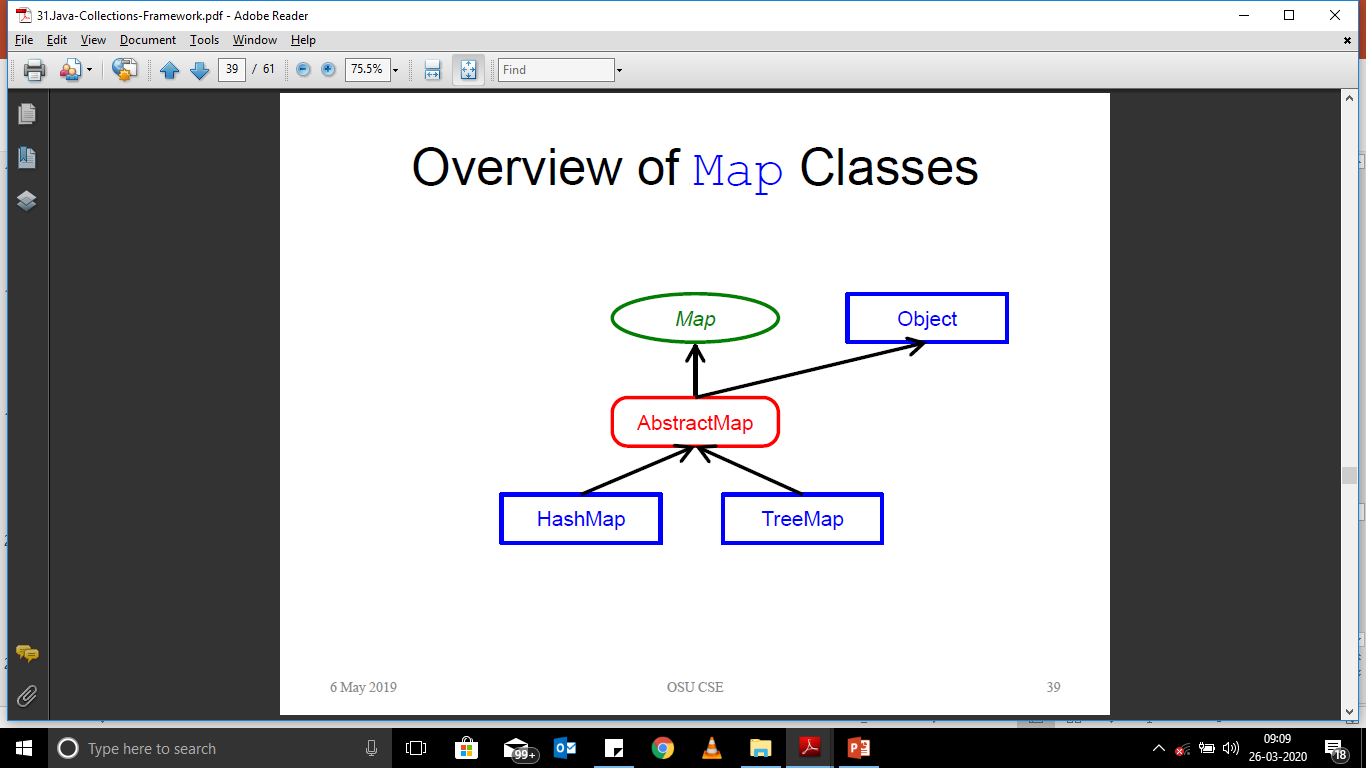 31.Java-Collections-Framework.pdf - Adobe Reader
File Edit View Document Tools Window Help
39 / 61 75.5% Find
Overview of Map Classes
Map Object
AbstractMap
HashMap TreeMap
6 May 2019 OSU CSE 39
Type here to search
99+
09:09
26-03-2020
18